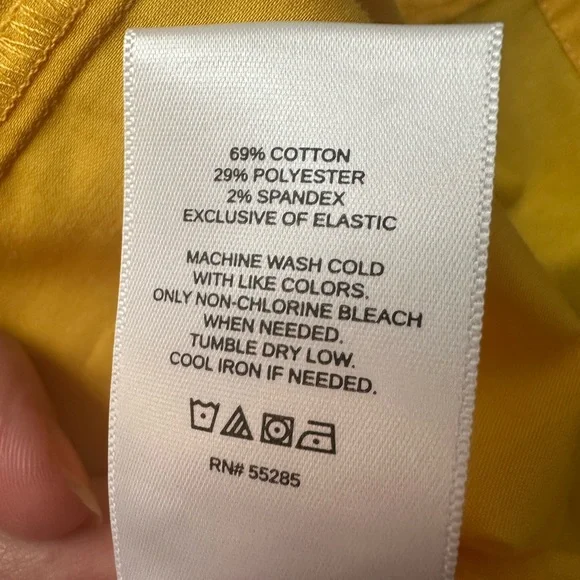 69% COTTON
29% POLYESTER
2% SPANDEX
EXCLUSIVE OF ELASTIC
MACHINE WASH COLD
WITH LIKE COLORS.
ONLY NON-CHLORINE BLEACH
WHEN NEEDED.
TUMBLE DRY LOW.
COOL IRON IF NEEDED.
RN# 55285